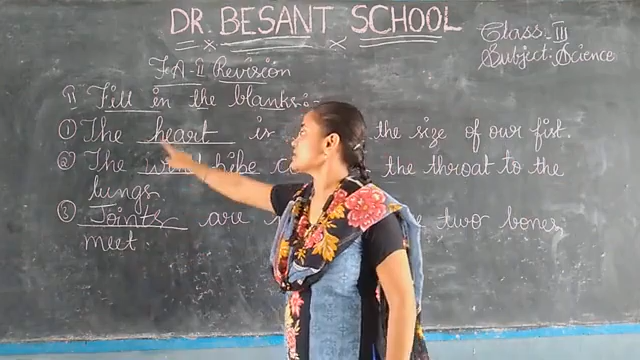 DR. BESANT SCHOOL
Class - III
Subject: Science
FA-II Revision
II Fill in the blanks:-
① The heart is the size of our fist.
② The wind pipe the throat to the
lungs
③ Joints are two bones
meet.